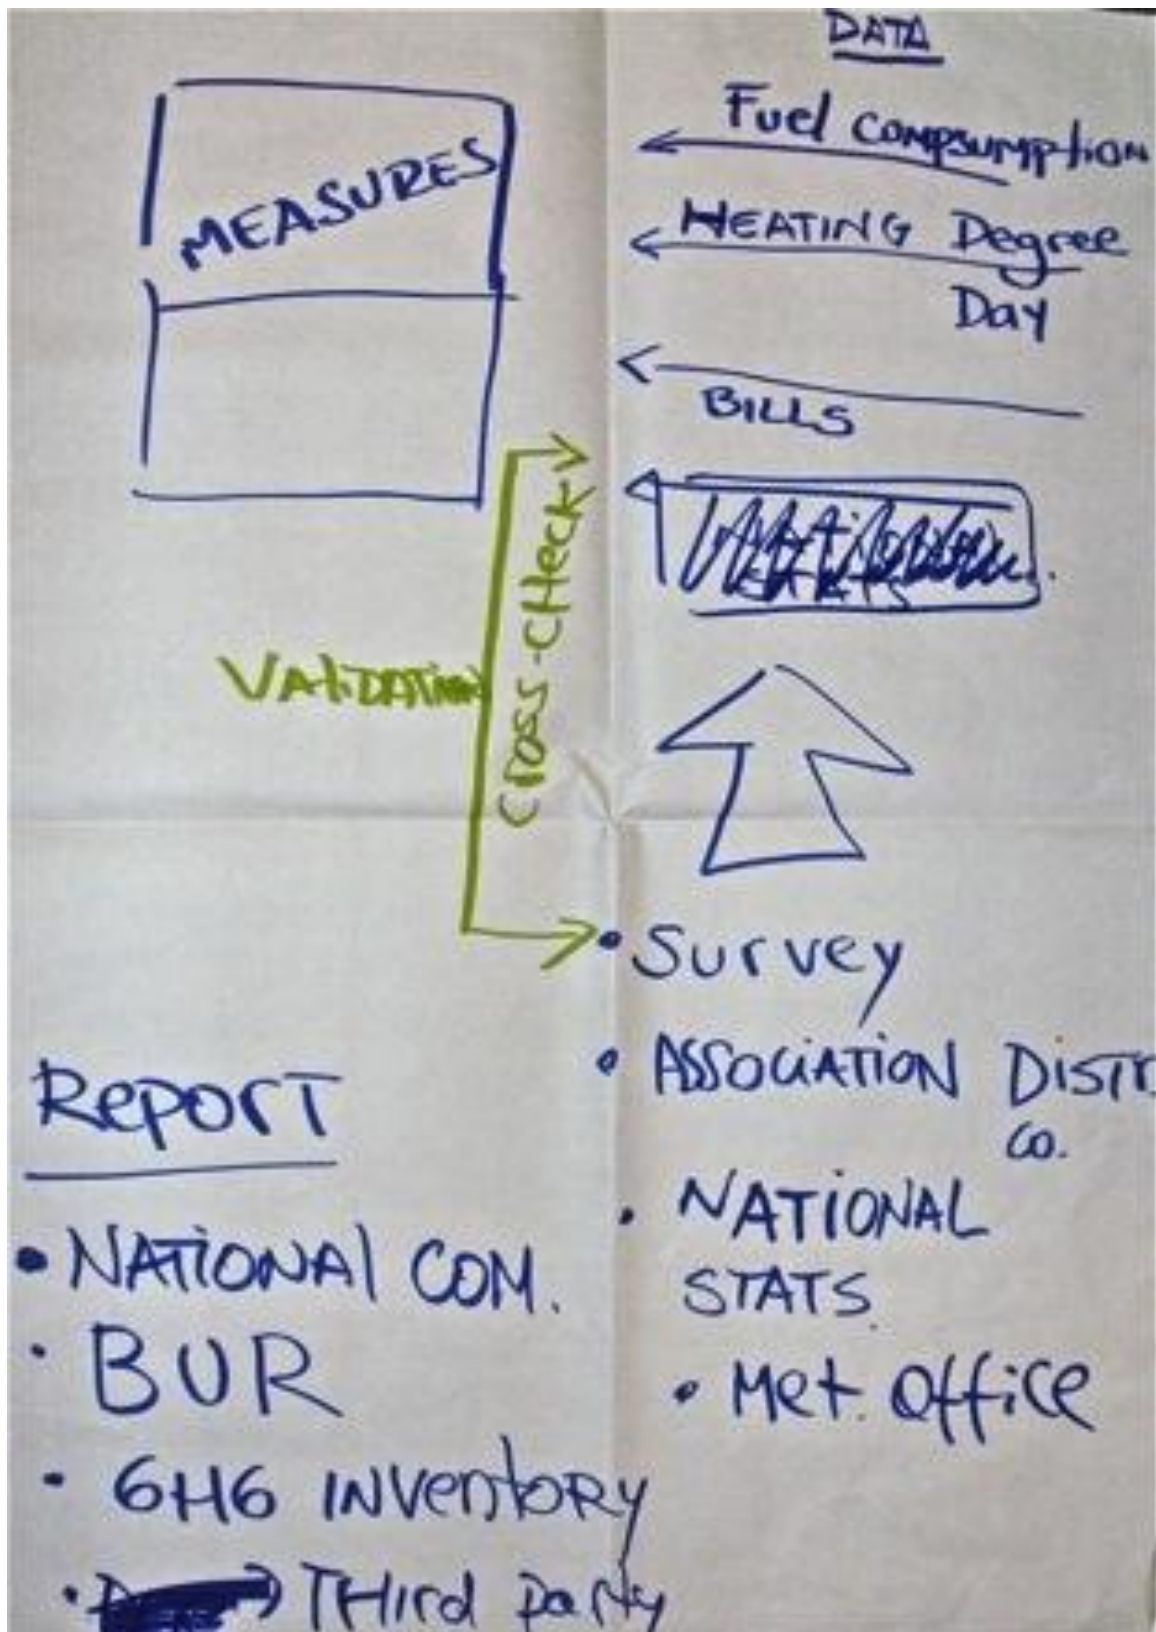 DATA
Fuel COMPSUMPTION
HEATING Degree
Day
BILLS
MEASURES
VALIDATION
Cross-CHeck
• Survey
• ASSOCIATION DISTR
CO.
• NATIONAL
STATS.
• Met. Office
RePorT
• NATIONAl COM.
• BUR
• GHG INVentORY
• THird Party